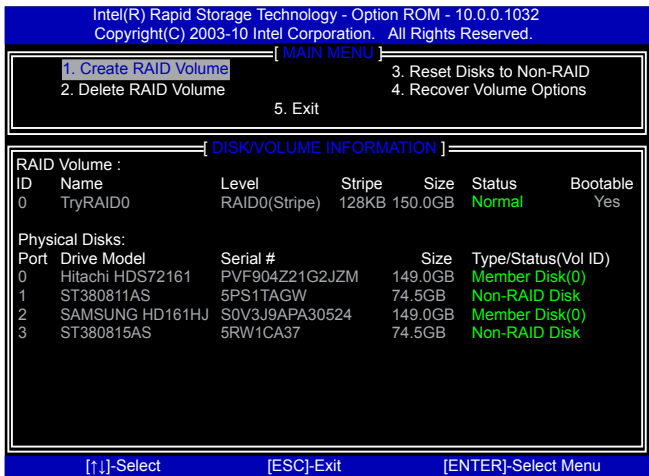 Intel(R) Rapid Storage Technology - Option ROM - 10.0.0.1032
Copyright(C) 2003-10 Intel Corporation. All Rights Reserved.
[ MAIN MENU ]
1. Create RAID Volume 3. Reset Disks to Non-RAID
2. Delete RAID Volume 4. Recover Volume Options
5. Exit
[ DISK/VOLUME INFORMATION ]
RAID Volume :
ID Name Level Stripe Size Status Bootable
0 TryRAID0 RAID0(Stripe) 128KB 150.0GB Normal Yes
Physical Disks:
Port Drive Model Serial # Size Type/Status(Vol ID)
0 Hitachi HDS72161 PVF904Z21G2JZM 149.0GB Member Disk(0)
1 ST380811AS 5PS1TAGW 74.5GB Non-RAID Disk
2 SAMSUNG HD161HJ S0V3J9APA30524 149.0GB Member Disk(0)
3 ST380815AS 5RW1CA37 74.5GB Non-RAID Disk
[↑↓]-Select [ESC]-Exit [ENTER]-Select Menu